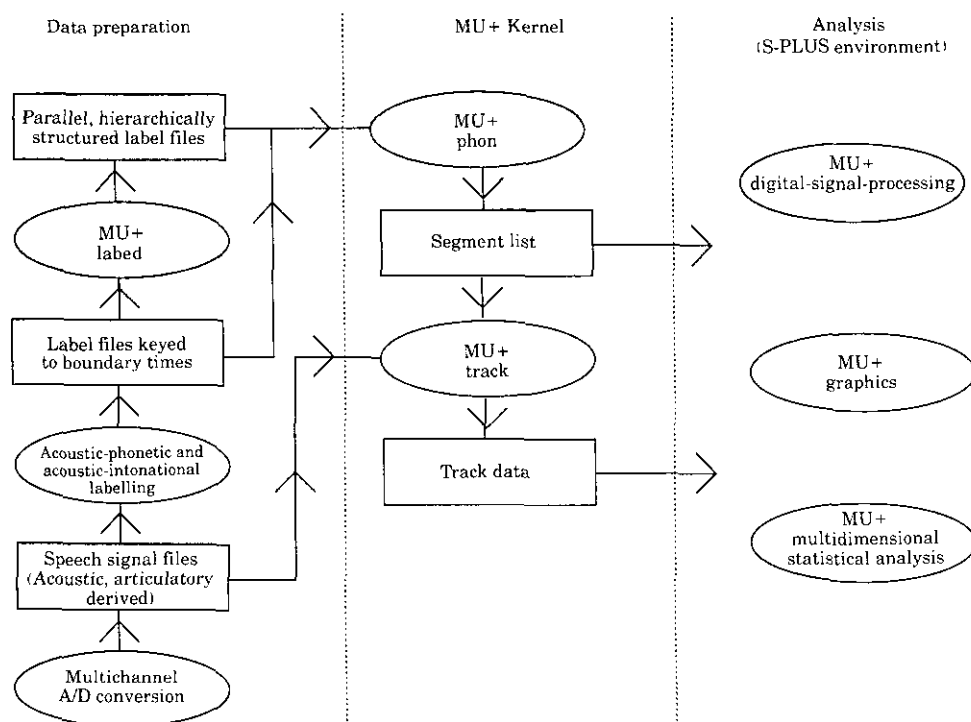 Data preparation
MU+ Kernel
Analysis
(S-PLUS environment)
Parallel, hierarchically
structured label files
MU+
labed
Label files keyed
to boundary times
Acoustic-phonetic and
acoustic-intonational
labelling
Speech signal files
(Acoustic, articulatory
derived)
Multichannel
A/D conversion
MU+
phon
Segment list
MU+
track
Track data
MU+
digital-signal-processing
MU+
graphics
MU+
multidimensional
statistical analysis